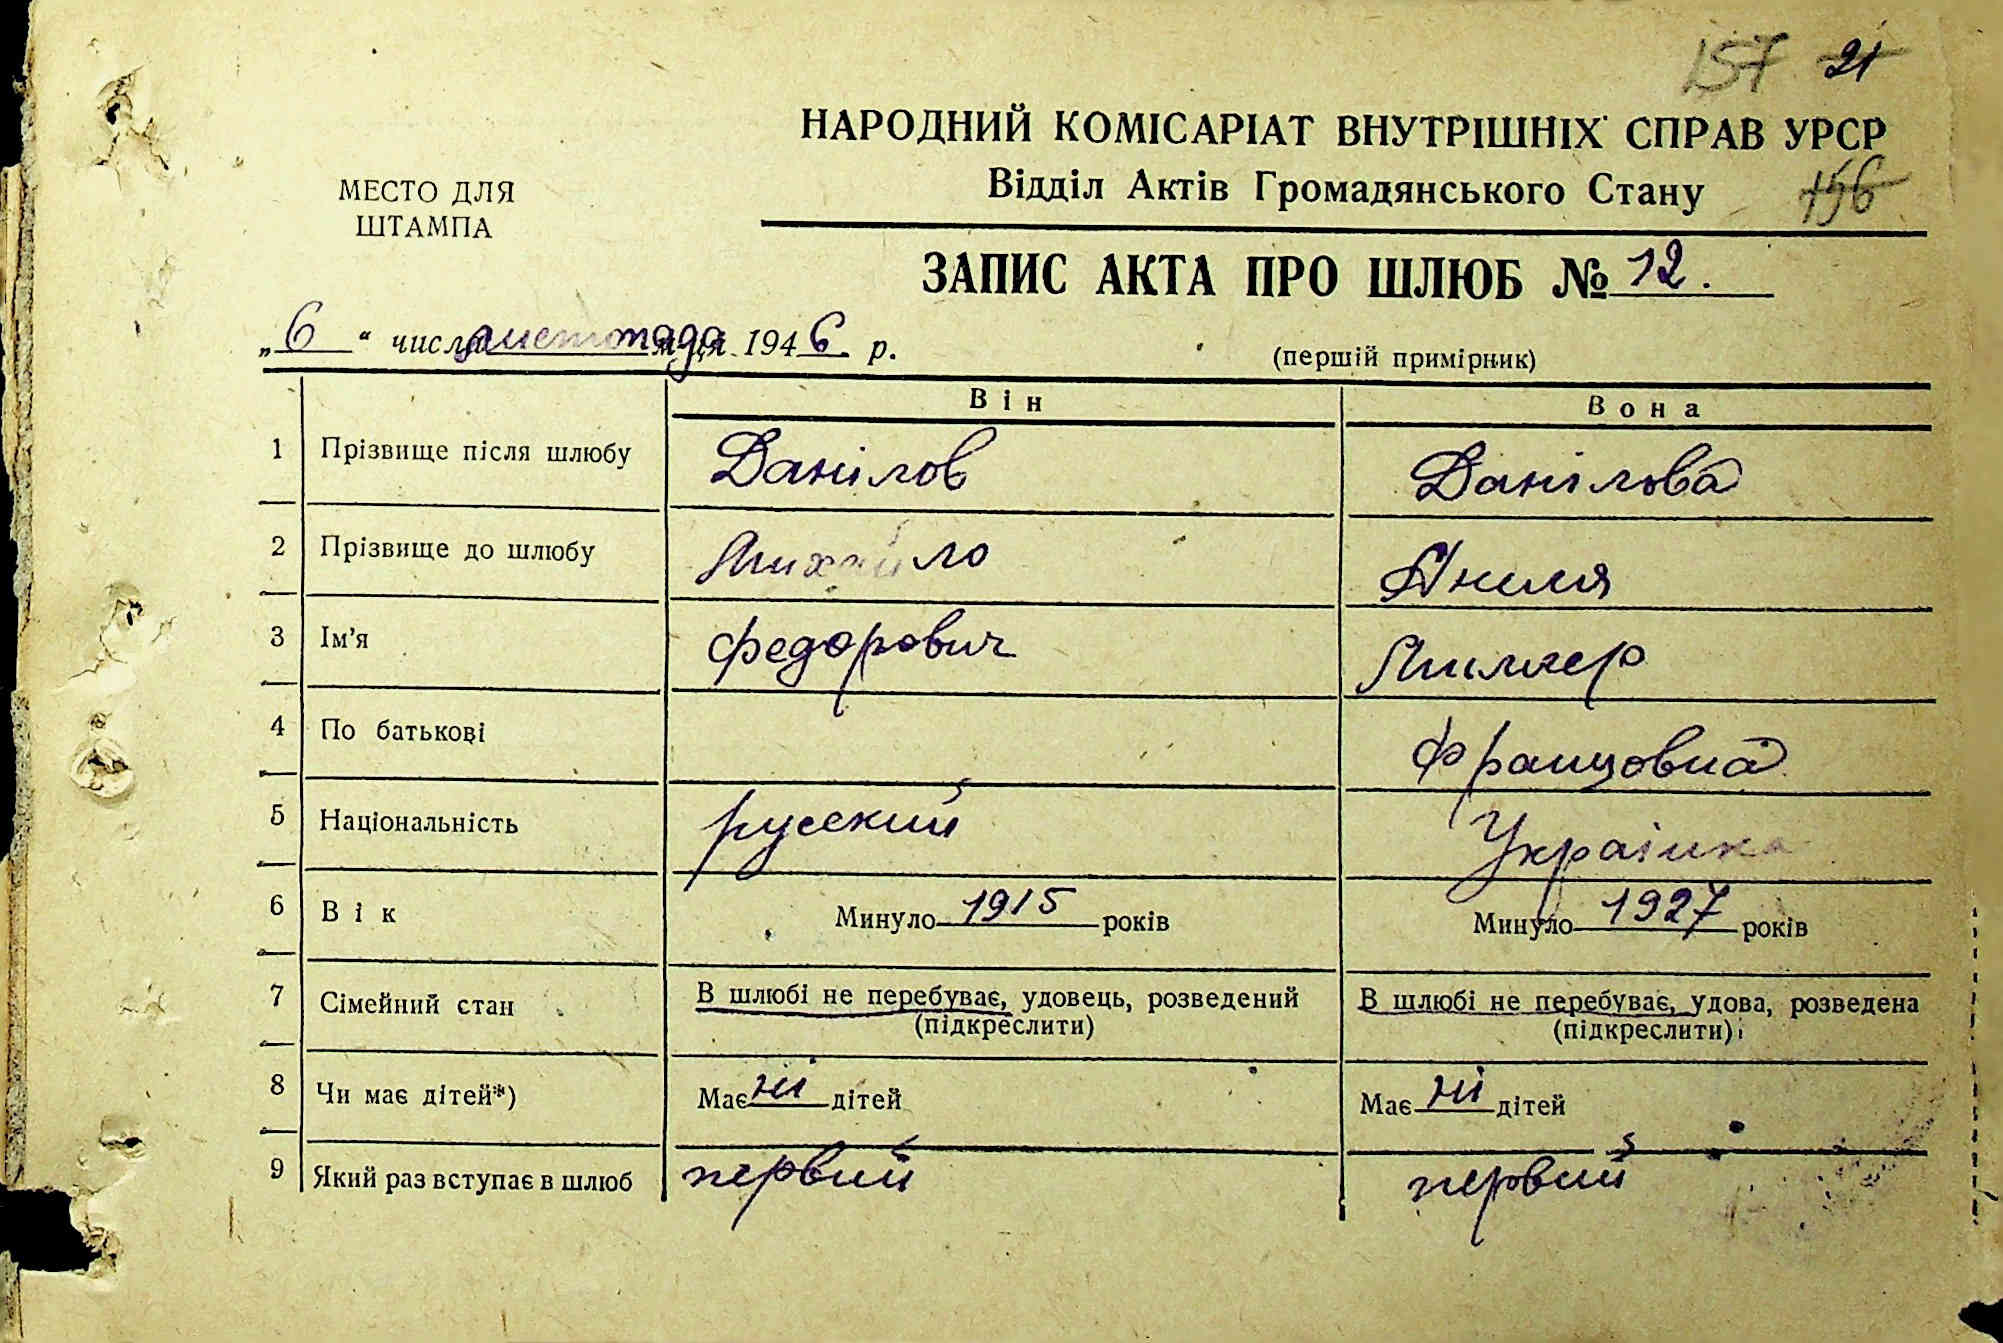 157 21
НАРОДНИЙ КОМІСАРІАТ ВНУТРІШНІХ СПРАВ УРСР
Відділ Актів Громадянського Стану
156
МЕСТО ДЛЯ
ШТАМПА
ЗАПИС АКТА ПРО ШЛЮБ № 12.
„6" числа листопада м-ця 1946 р.
(першій примірник)
Він Вона
1 Прізвище після шлюбу Данілов Данілова
2 Прізвище до шлюбу Михайло Анеля
3 Ім'я Федорович Миллер
4 По батькові Францовна
5 Національність русский Українка
6 Вік Минуло 1915 років Минуло 1927 років
7 Сімейний стан В шлюбі не перебуває, удовець, розведений В шлюбі не перебуває, удова, розведена
(підкреслити) (підкреслити)
8 Чи має дітей*) Має ні дітей Має ні дітей
9 Який раз вступає в шлюб первий первий